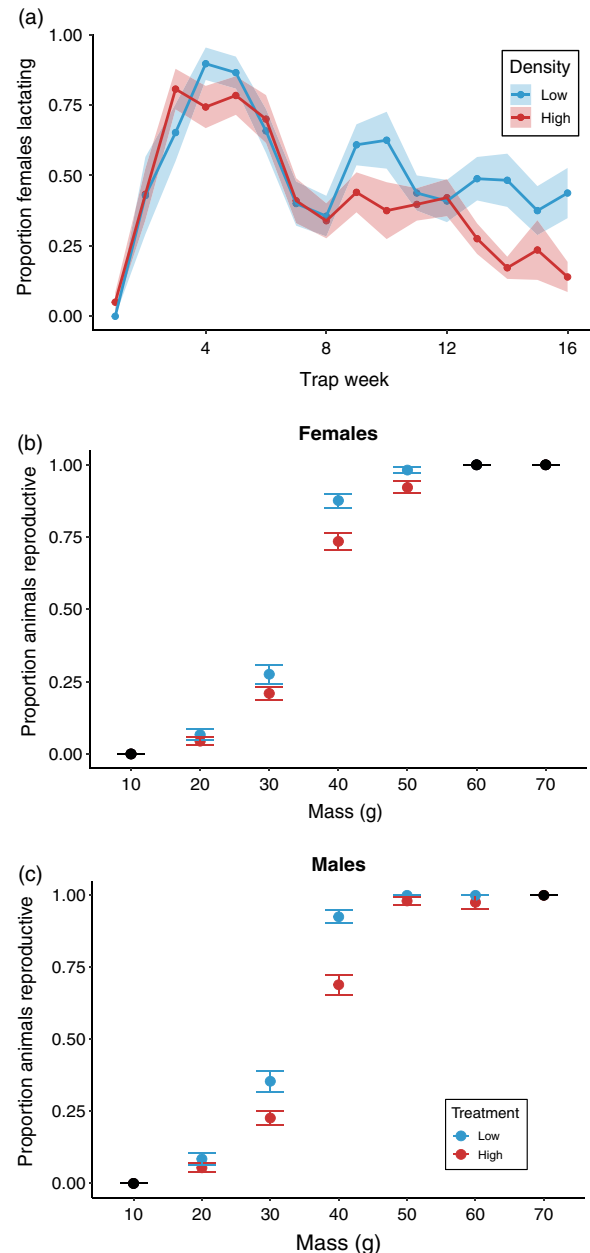 (a)
1.00
0.75
0.50
0.25
0.00
Proportion females lactating
Density
Low
High
4
8
12
16
Trap week
(b)
Females
1.00
0.75
0.50
0.25
0.00
Proportion animals reproductive
10
20
30
40
50
60
70
Mass (g)
(c)
Males
1.00
0.75
0.50
0.25
0.00
Proportion animals reproductive
Treatment
Low
High
10
20
30
40
50
60
70
Mass (g)